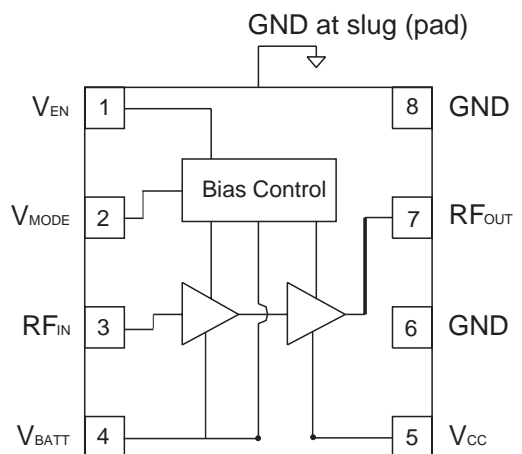 GND at slug (pad)
VEN 1
8 GND
Bias Control
VMODE 2
7 RFOUT
RFIN 3
6 GND
VBATT 4
5 VCC